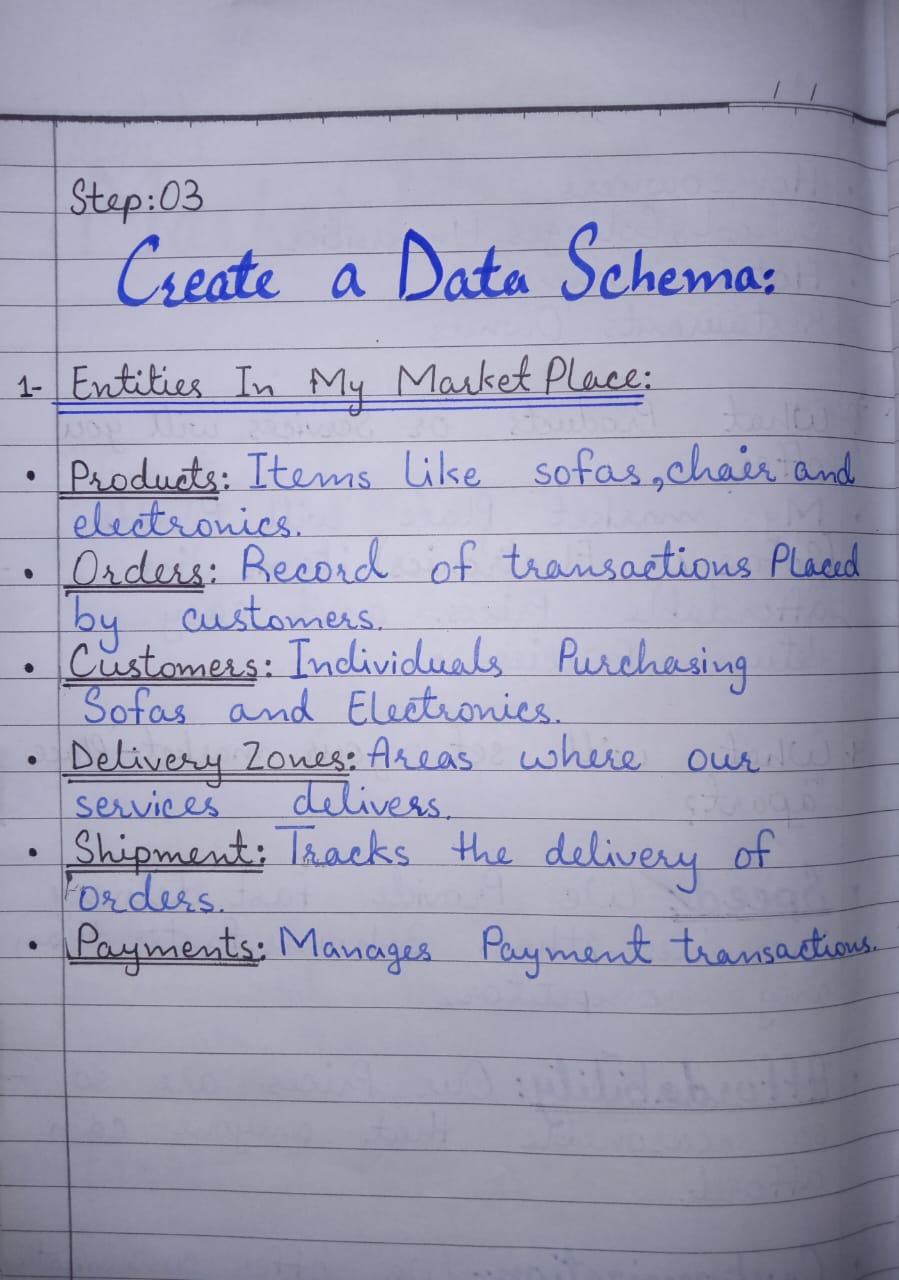 Step:03
Create a Data Schema:
1- Entities In My Market Place:
• Products: Items like sofas, chair and
electronics.
• Orders: Record of transactions Placed
by customers.
• Customers: Individuals Purchasing
Sofas and Electronics.
• Delivery Zones: Areas where our
services delivers.
• Shipment: Tracks the delivery of
orders.
• Payments: Manages Payment transactions.